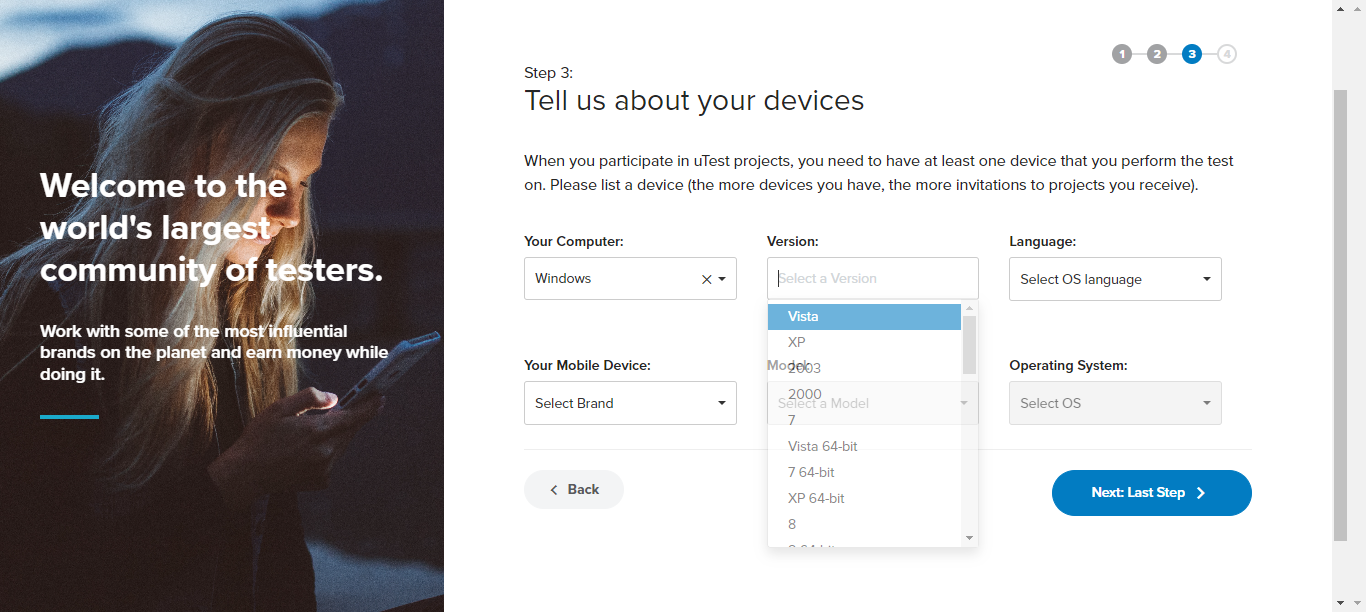 Welcome to the
world's largest
community of testers.
Work with some of the most influential
brands on the planet and earn money while
doing it.
1 2 3 4
Step 3:
Tell us about your devices
When you participate in uTest projects, you need to have at least one device that you perform the test
on. Please list a device (the more devices you have, the more invitations to projects you receive).
Your Computer: Version: Language:
Windows Select a Version Select OS language
Vista
XP
Your Mobile Device: Model: Operating System:
2003
2000
Select Brand Select a Model Select OS
7
Vista 64-bit
7 64-bit
Back Next: Last Step
XP 64-bit
8
8 64-bit